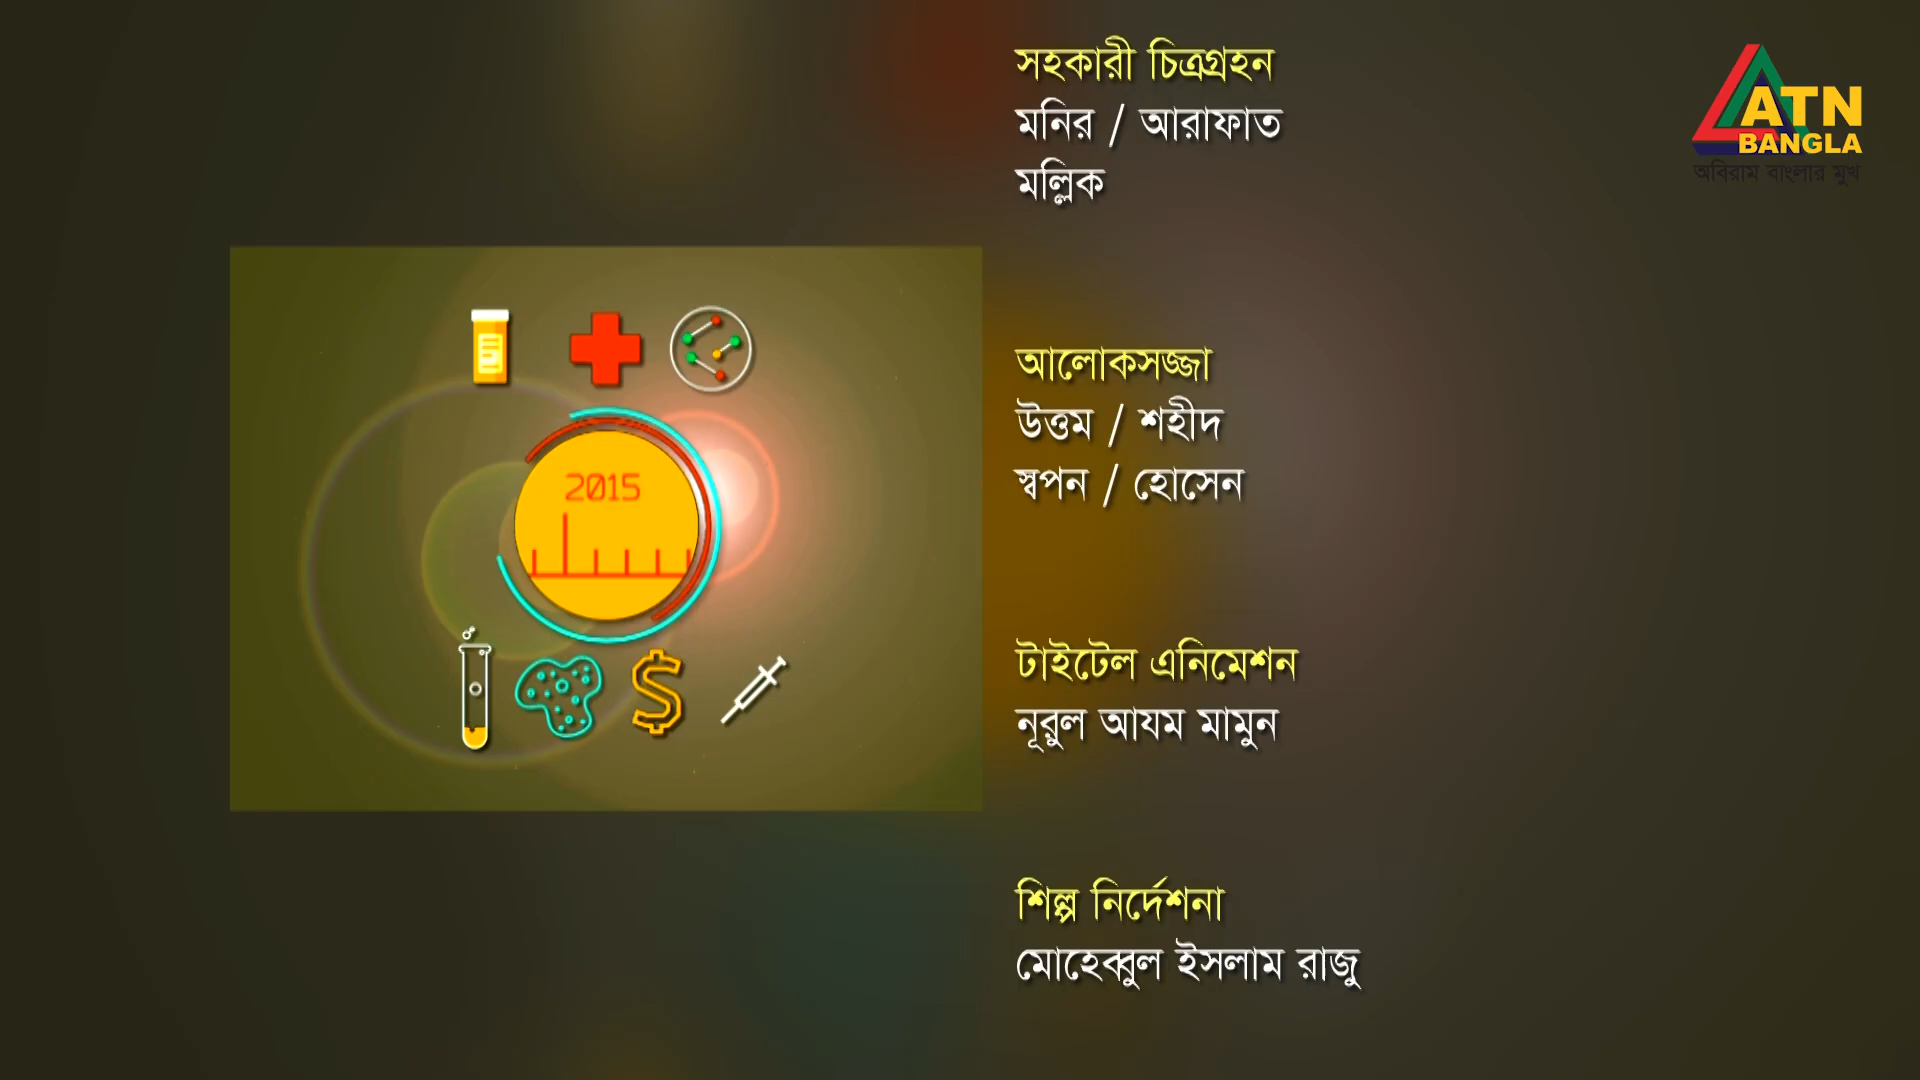 সহকারী চিত্রগ্রহন
মনির / আরাফাত
মল্লিক
ATN
BANGLA
অবিরাম বাংলার মুখ
আলোকসজ্জা
উত্তম / শহীদ
স্বপন / হোসেন
2015
টাইটেল এনিমেশন
নূরুল আযম মামুন
শিল্প নির্দেশনা
মোহেব্বুল ইসলাম রাজু